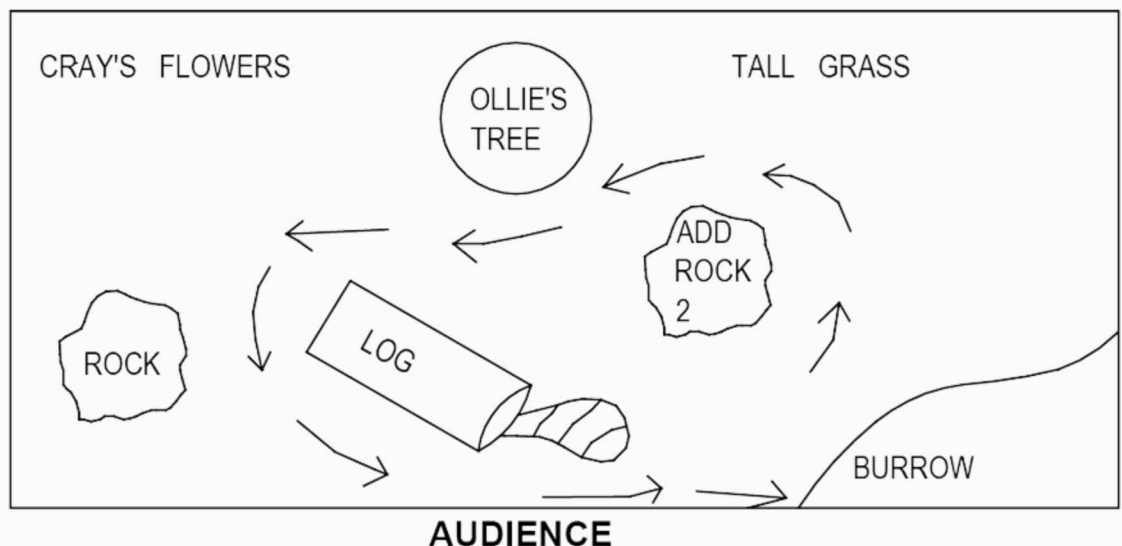 CRAY'S FLOWERS
OLLIE'S
TREE
TALL GRASS
ADD
ROCK
2
ROCK
LOG
BURROW
AUDIENCE